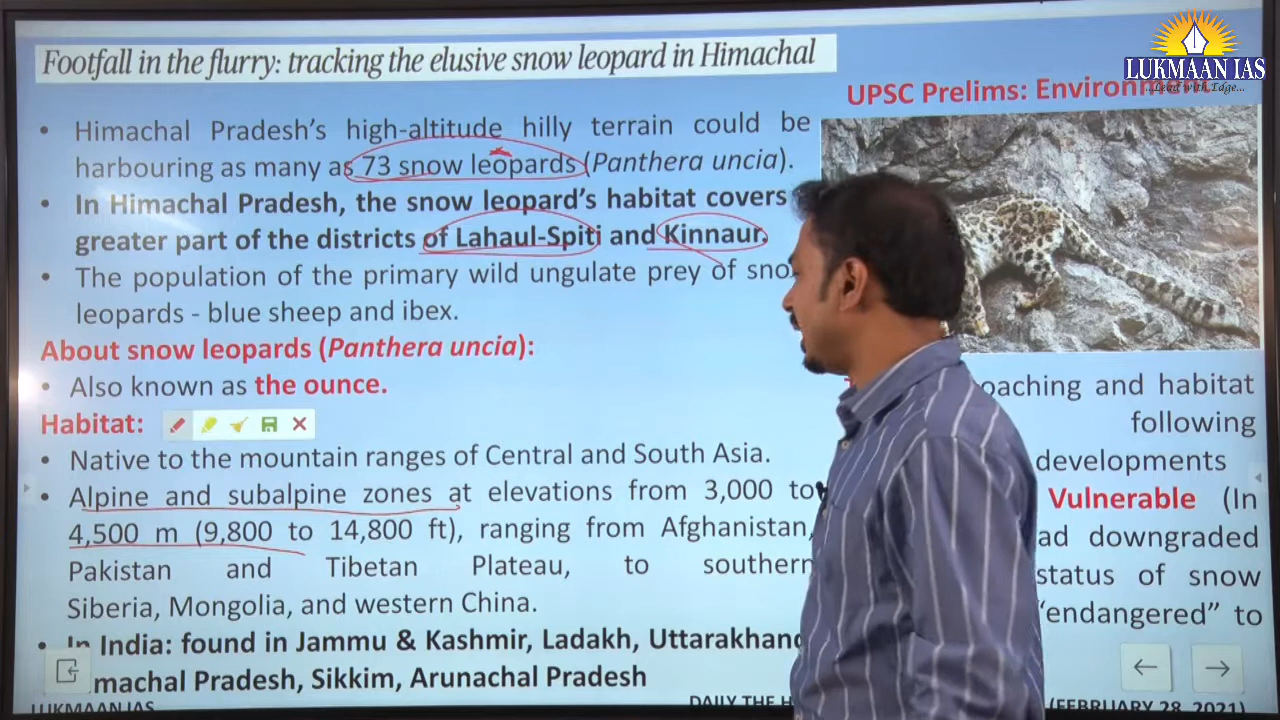 Footfall in the flurry: tracking the elusive snow leopard in Himachal
LUKMAAN IAS
...Lead with Edge...
UPSC Prelims: Environment
• Himachal Pradesh's high-altitude hilly terrain could be
harbouring as many as 73 snow leopards (Panthera uncia).
• In Himachal Pradesh, the snow leopard's habitat covers
greater part of the districts of Lahaul-Spiti and Kinnaur.
• The population of the primary wild ungulate prey of
leopards - blue sheep and ibex.
About snow leopards (Panthera uncia):
• Also known as the ounce.
Habitat:
• Native to the mountain ranges of Central and South Asia.
• Alpine and subalpine zones at elevations from 3,000 to
4,500 m (9,800 to 14,800 ft), ranging from Afghanistan,
Pakistan and Tibetan Plateau, to southern
Siberia, Mongolia, and western China.
• In India: found in Jammu & Kashmir, Ladakh, Uttarakhand
Pradesh, Sikkim, Arunachal Pradesh
and habitat
following
developments
Vulnerable (In
downgraded
status of snow
"endangered" to
LUKMAAN IAS
DAILY THE
(FEBRUARY 28, 2021)